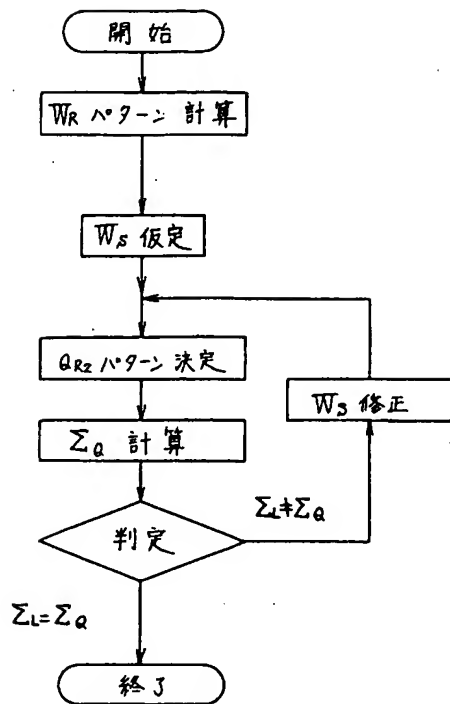 開始
WR パターン 計算
Ws 仮定
QR2 パターン 決定
ΣQ 計算
Ws 修正
判定
ΣL≠ΣQ
ΣL=ΣQ
終了